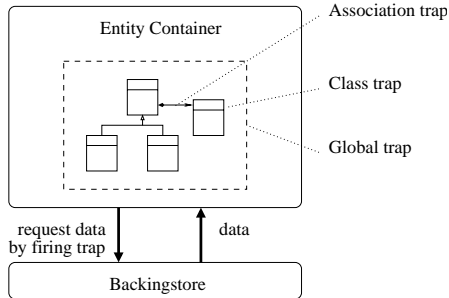 Association trap
Entity Container
Class trap
Global trap
request data
by firing trap
data
Backingstore